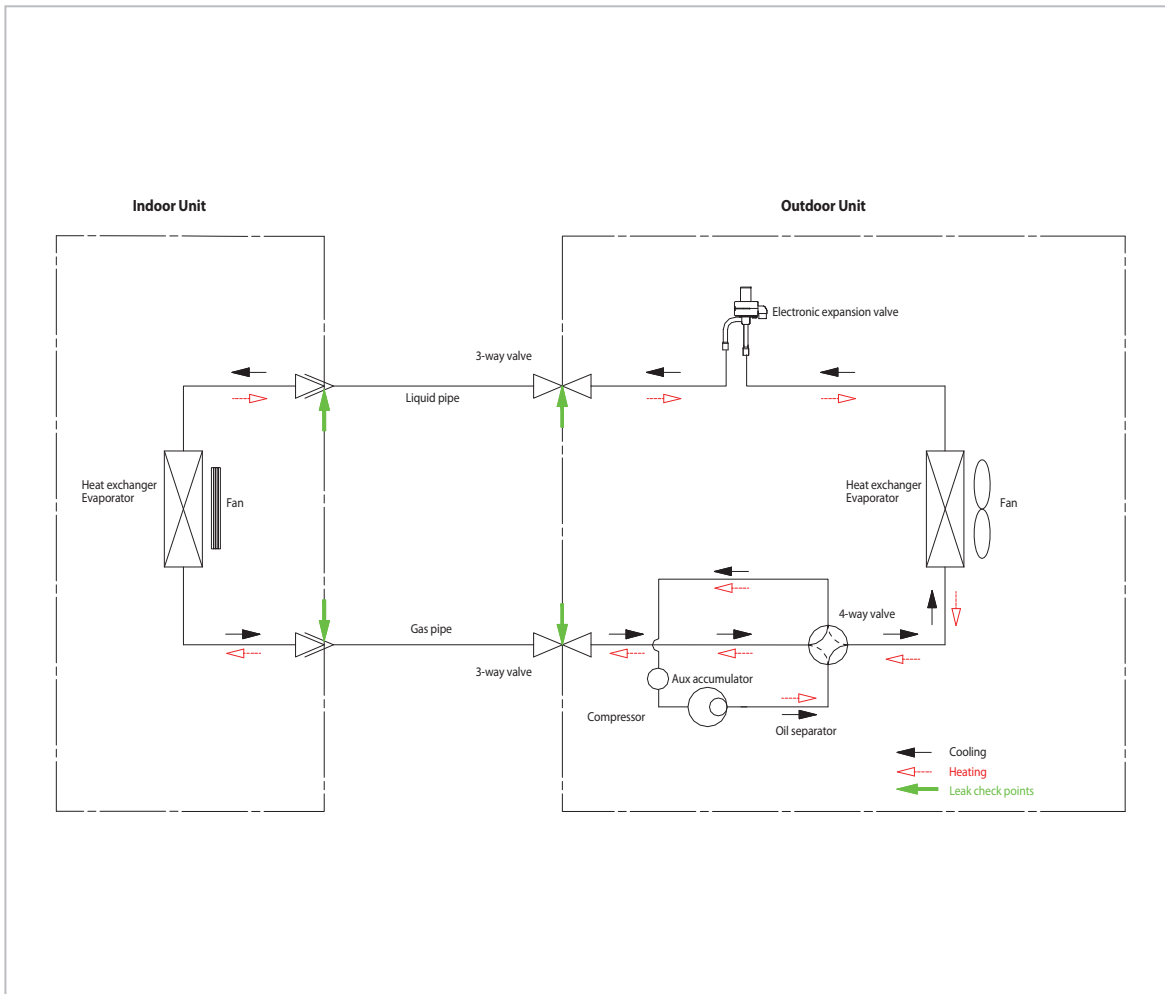 Indoor Unit
Outdoor Unit
Electronic expansion valve
3-way valve
Liquid pipe
Heat exchanger
Evaporator
Fan
Heat exchanger
Evaporator
Fan
4-way valve
Gas pipe
3-way valve
Aux accumulator
Compressor
Oil separator
Cooling
Heating
Leak check points